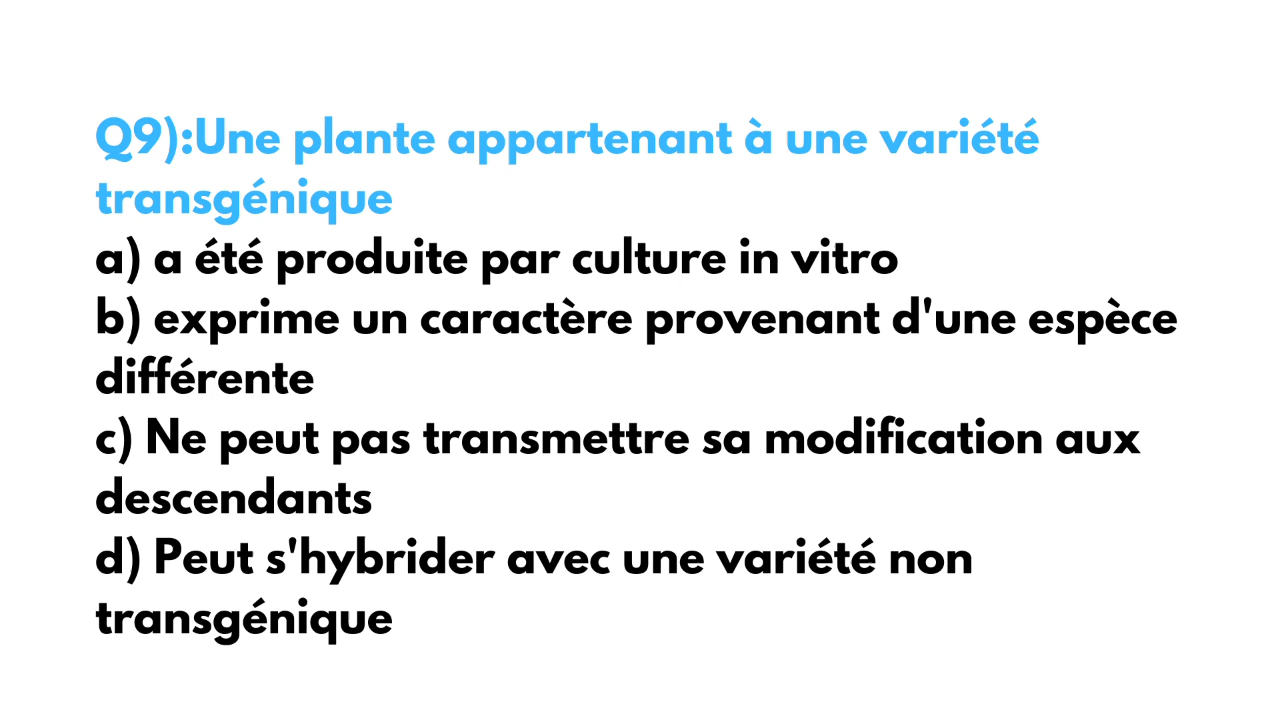 Q9):Une plante appartenant à une variété
transgénique
a) a été produite par culture in vitro
b) exprime un caractère provenant d'une espèce
différente
c) Ne peut pas transmettre sa modification aux
descendants
d) Peut s'hybrider avec une variété non
transgénique